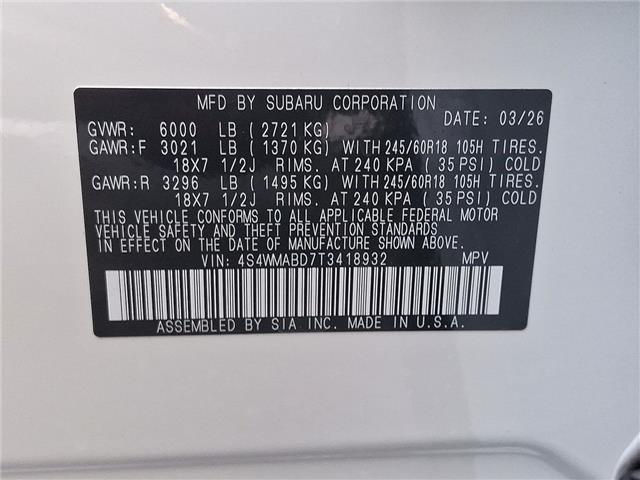 MFD BY SUBARU CORPORATION
DATE: 03/26
GVWR: 6000 LB (2721 KG)
GAWR:F 3021 LB (1370 KG) WITH 245/60R18 105H TIRES.
18X7 1/2J RIMS. AT 240 KPA (35 PSI) COLD
GAWR:R 3296 LB (1495 KG) WITH 245/60R18 105H TIRES.
18X7 1/2J RIMS. AT 240 KPA (35 PSI) COLD
THIS VEHICLE CONFORMS TO ALL APPLICABLE FEDERAL MOTOR
VEHICLE SAFETY AND THEFT PREVENTION STANDARDS
IN EFFECT ON THE DATE OF MANUFACTURE SHOWN ABOVE.
VIN: 4S4WMABD7T3418932 MPV
ASSEMBLED BY SIA INC. MADE IN U.S.A.